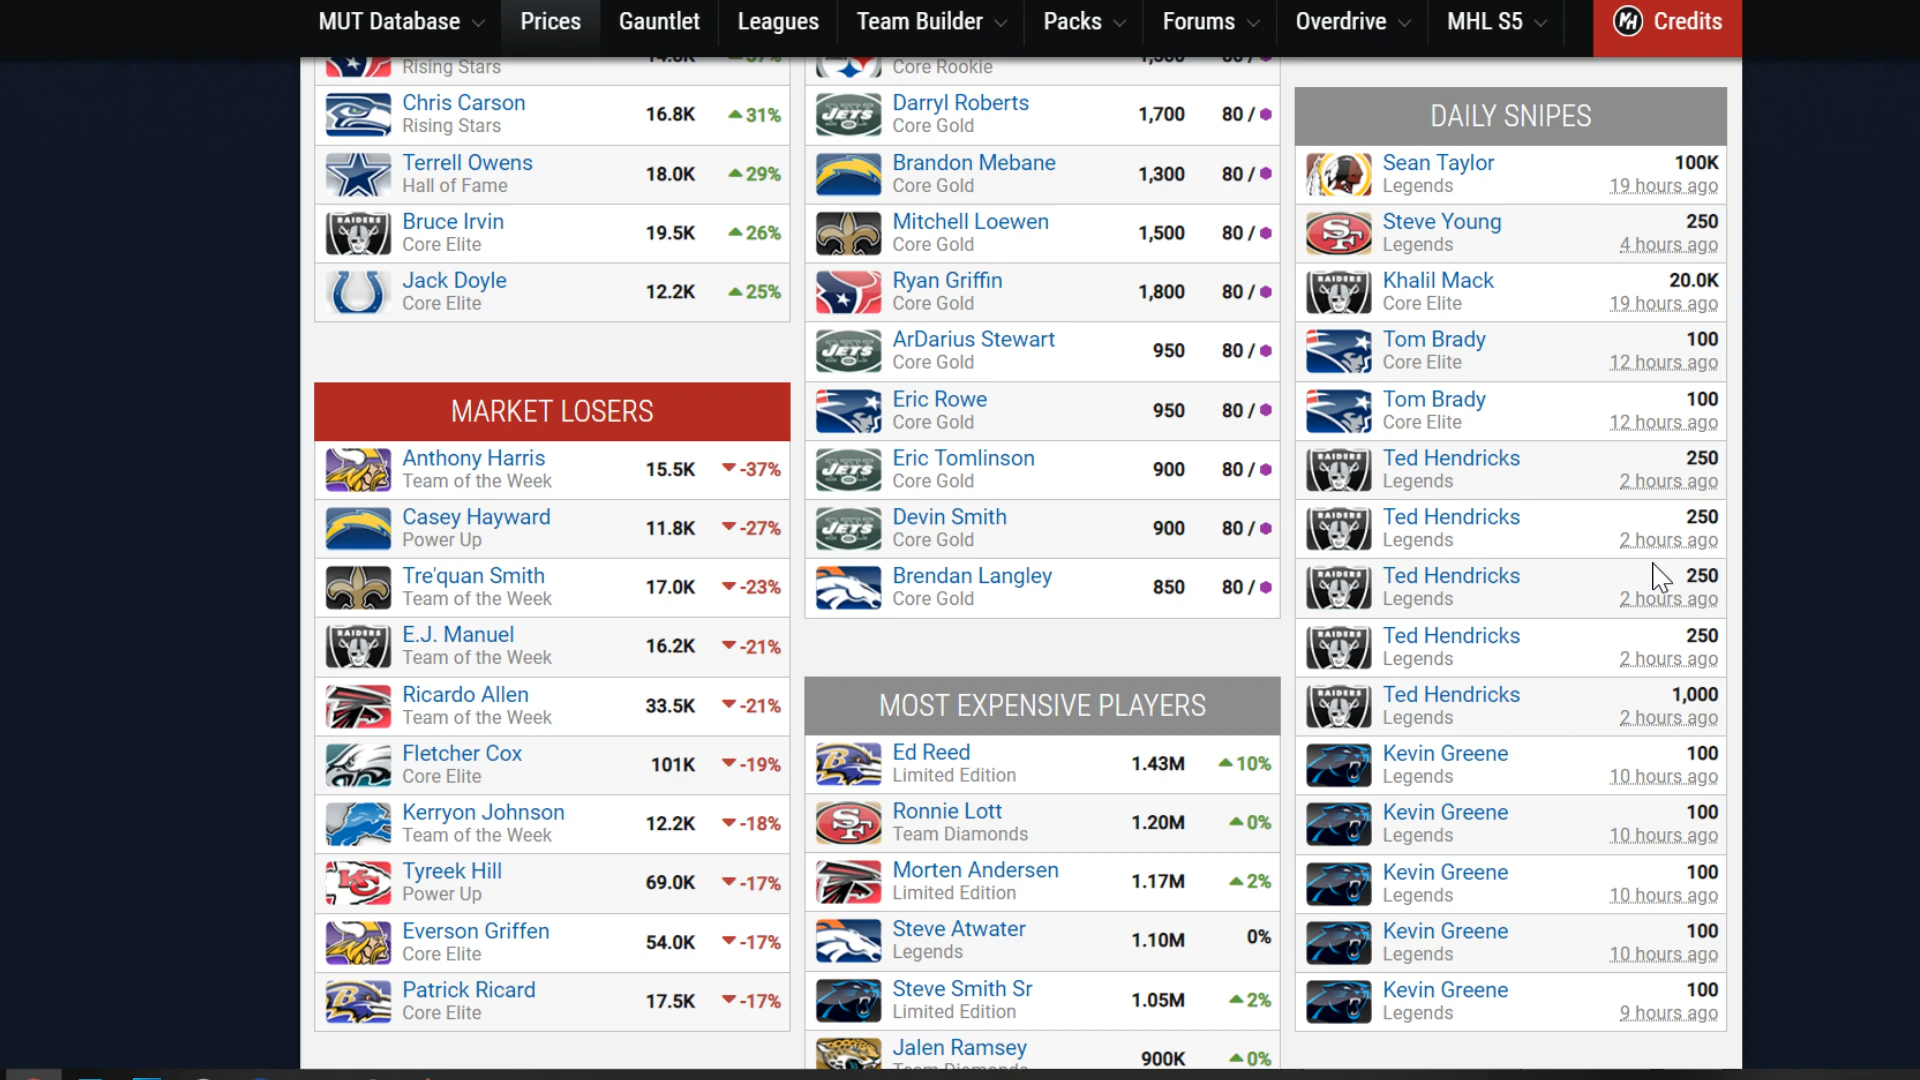 MUT Database
Prices
Gauntlet
Leagues
Team Builder
Packs
Forums
Overdrive
MHL S5
Credits
Rising Stars
Chris Carson
Rising Stars
16.8K
31%
Terrell Owens
Hall of Fame
18.0K
29%
Bruce Irvin
Core Elite
19.5K
26%
Jack Doyle
Core Elite
12.2K
25%
MARKET LOSERS
Anthony Harris
Team of the Week
15.5K
-37%
Casey Hayward
Power Up
11.8K
-27%
Tre'quan Smith
Team of the Week
17.0K
-23%
E.J. Manuel
Team of the Week
16.2K
-21%
Ricardo Allen
Team of the Week
33.5K
-21%
Fletcher Cox
Core Elite
101K
-19%
Kerryon Johnson
Team of the Week
12.2K
-18%
Tyreek Hill
Power Up
69.0K
-17%
Everson Griffen
Core Elite
54.0K
-17%
Patrick Ricard
Core Elite
17.5K
-17%
Core Rookie
Darryl Roberts
Core Gold
1,700
80 /
Brandon Mebane
Core Gold
1,300
80 /
Mitchell Loewen
Core Gold
1,500
80 /
Ryan Griffin
Core Gold
1,800
80 /
ArDarius Stewart
Core Gold
950
80 /
Eric Rowe
Core Gold
950
80 /
Eric Tomlinson
Core Gold
900
80 /
Devin Smith
Core Gold
900
80 /
Brendan Langley
Core Gold
850
80 /
MOST EXPENSIVE PLAYERS
Ed Reed
Limited Edition
1.43M
10%
Ronnie Lott
Team Diamonds
1.20M
0%
Morten Andersen
Limited Edition
1.17M
2%
Steve Atwater
Legends
1.10M
0%
Steve Smith Sr
Limited Edition
1.05M
2%
Jalen Ramsey
Team Diamonds
900K
0%
DAILY SNIPES
Sean Taylor
Legends
100K
19 hours ago
Steve Young
Legends
250
4 hours ago
Khalil Mack
Core Elite
20.0K
19 hours ago
Tom Brady
Core Elite
100
12 hours ago
Tom Brady
Core Elite
100
12 hours ago
Ted Hendricks
Legends
250
2 hours ago
Ted Hendricks
Legends
250
2 hours ago
Ted Hendricks
Legends
250
2 hours ago
Ted Hendricks
Legends
250
2 hours ago
Ted Hendricks
Legends
1,000
2 hours ago
Kevin Greene
Legends
100
10 hours ago
Kevin Greene
Legends
100
10 hours ago
Kevin Greene
Legends
100
10 hours ago
Kevin Greene
Legends
100
10 hours ago
Kevin Greene
Legends
100
9 hours ago